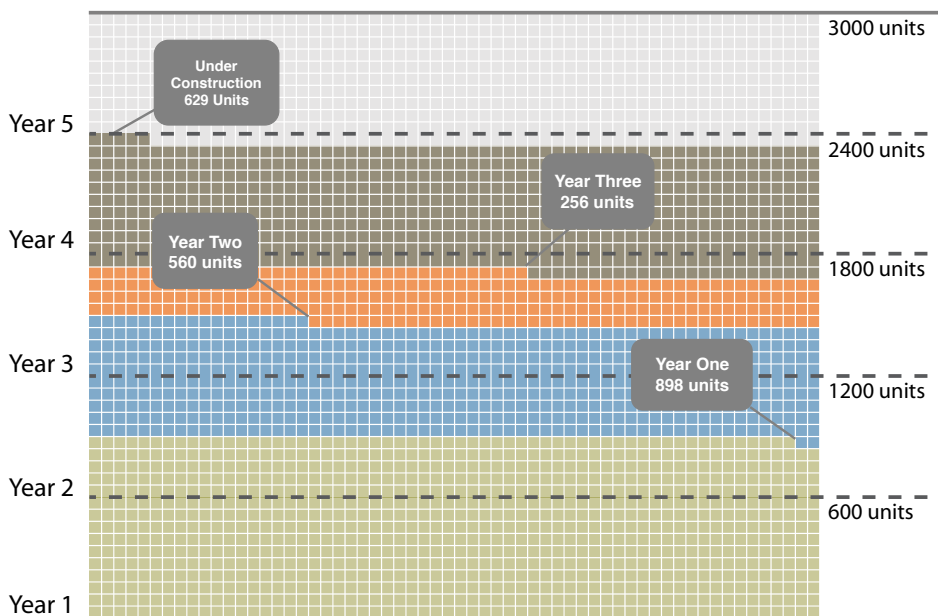 3000 units
Under
Construction
629 Units
Year 5
2400 units
Year Three
256 units
Year 4
Year Two
560 units
1800 units
Year 3
Year One
898 units
1200 units
Year 2
600 units
Year 1